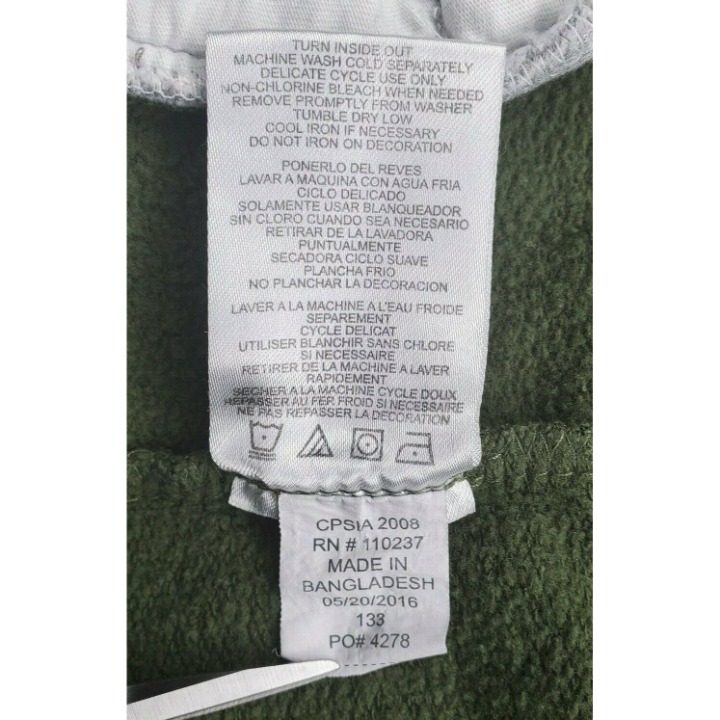 TURN INSIDE OUT
MACHINE WASH COLD SEPARATELY
DELICATE CYCLE USE ONLY
NON-CHLORINE BLEACH WHEN NEEDED
REMOVE PROMPTLY FROM WASHER
TUMBLE DRY LOW
COOL IRON IF NECESSARY
DO NOT IRON ON DECORATION
PONERLO DEL REVES
LAVAR A MAQUINA CON AGUA FRIA
CICLO DELICADO
SOLAMENTE USAR BLANQUEADOR
SIN CLORO CUANDO SEA NECESARIO
RETIRAR DE LA LAVADORA
PUNTUALMENTE
SECADORA CICLO SUAVE
PLANCHA FRIO
NO PLANCHAR LA DECORACION
LAVER A LA MACHINE A L'EAU FROIDE
SEPAREMENT
CYCLE DELICAT
UTILISER BLANCHIR SANS CHLORE
SI NECESSAIRE
RETIRER DE LA MACHINE A LAVER
RAPIDEMENT
SECHER A LA MACHINE CYCLE DOUX
REPASSER AU FER FROID SI NECESSAIRE
NE PAS REPASSER LA DECORATION
CPSIA 2008
RN # 110237
MADE IN
BANGLADESH
05/20/2016
133
PO# 4278